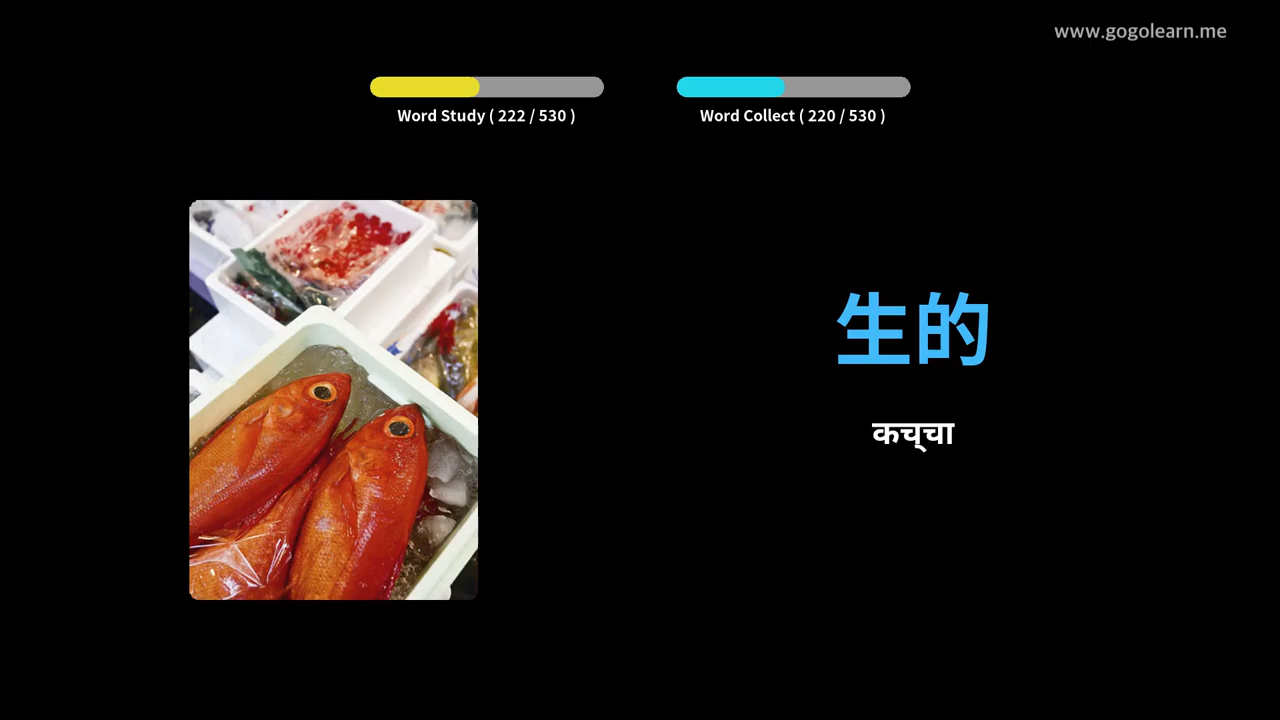 www.gogolearn.me
Word Study ( 222 / 530 )
Word Collect ( 220 / 530 )
生的
कच्चा